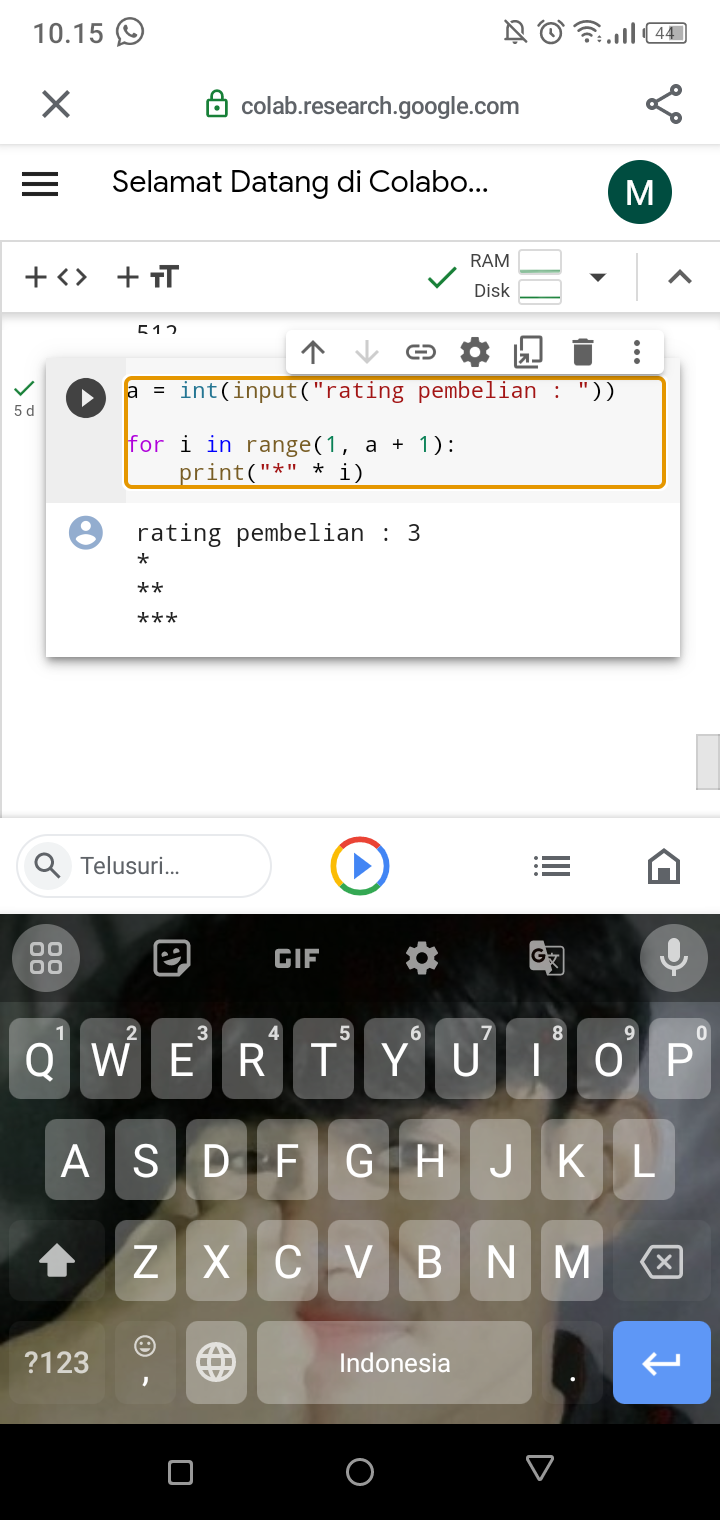 10.15
44
colab.research.google.com
Selamat Datang di Colabo...
M
RAM
Disk
512
5 d
a = int(input("rating pembelian : "))
for i in range(1, a + 1):
    print("*" * i)
rating pembelian : 3
*
**
***
Telusuri...
GIF
G
1 2 3 4 5 6 7 8 9 0
Q W E R T Y U I O P
A S D F G H J K L
Z X C V B N M
?123 , Indonesia .